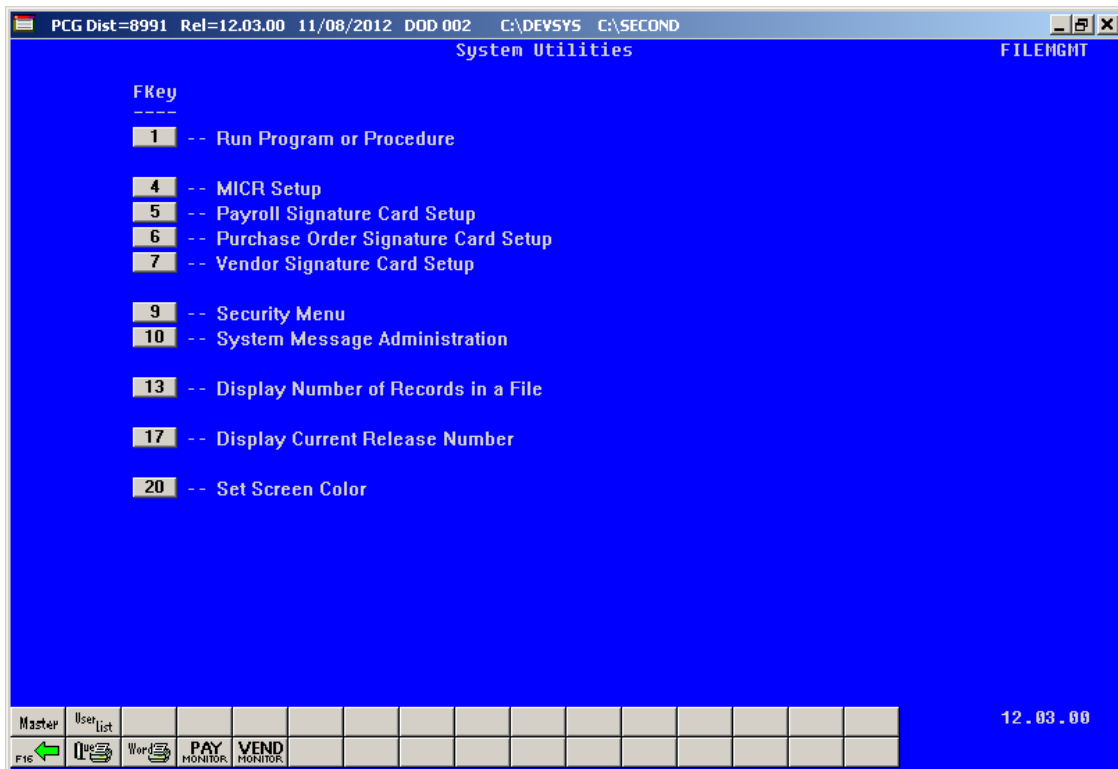 PCG Dist=8991 Rel=12.03.00 11/08/2012 DOD 002 C:\DEVSYS C:\SECOND
System Utilities FILEMGMT
FKey
----
1 -- Run Program or Procedure
4 -- MICR Setup
5 -- Payroll Signature Card Setup
6 -- Purchase Order Signature Card Setup
7 -- Vendor Signature Card Setup
9 -- Security Menu
10 -- System Message Administration
13 -- Display Number of Records in a File
17 -- Display Current Release Number
20 -- Set Screen Color
Master User List 12.03.00
F16 Que Word PAY MONITOR VEND MONITOR